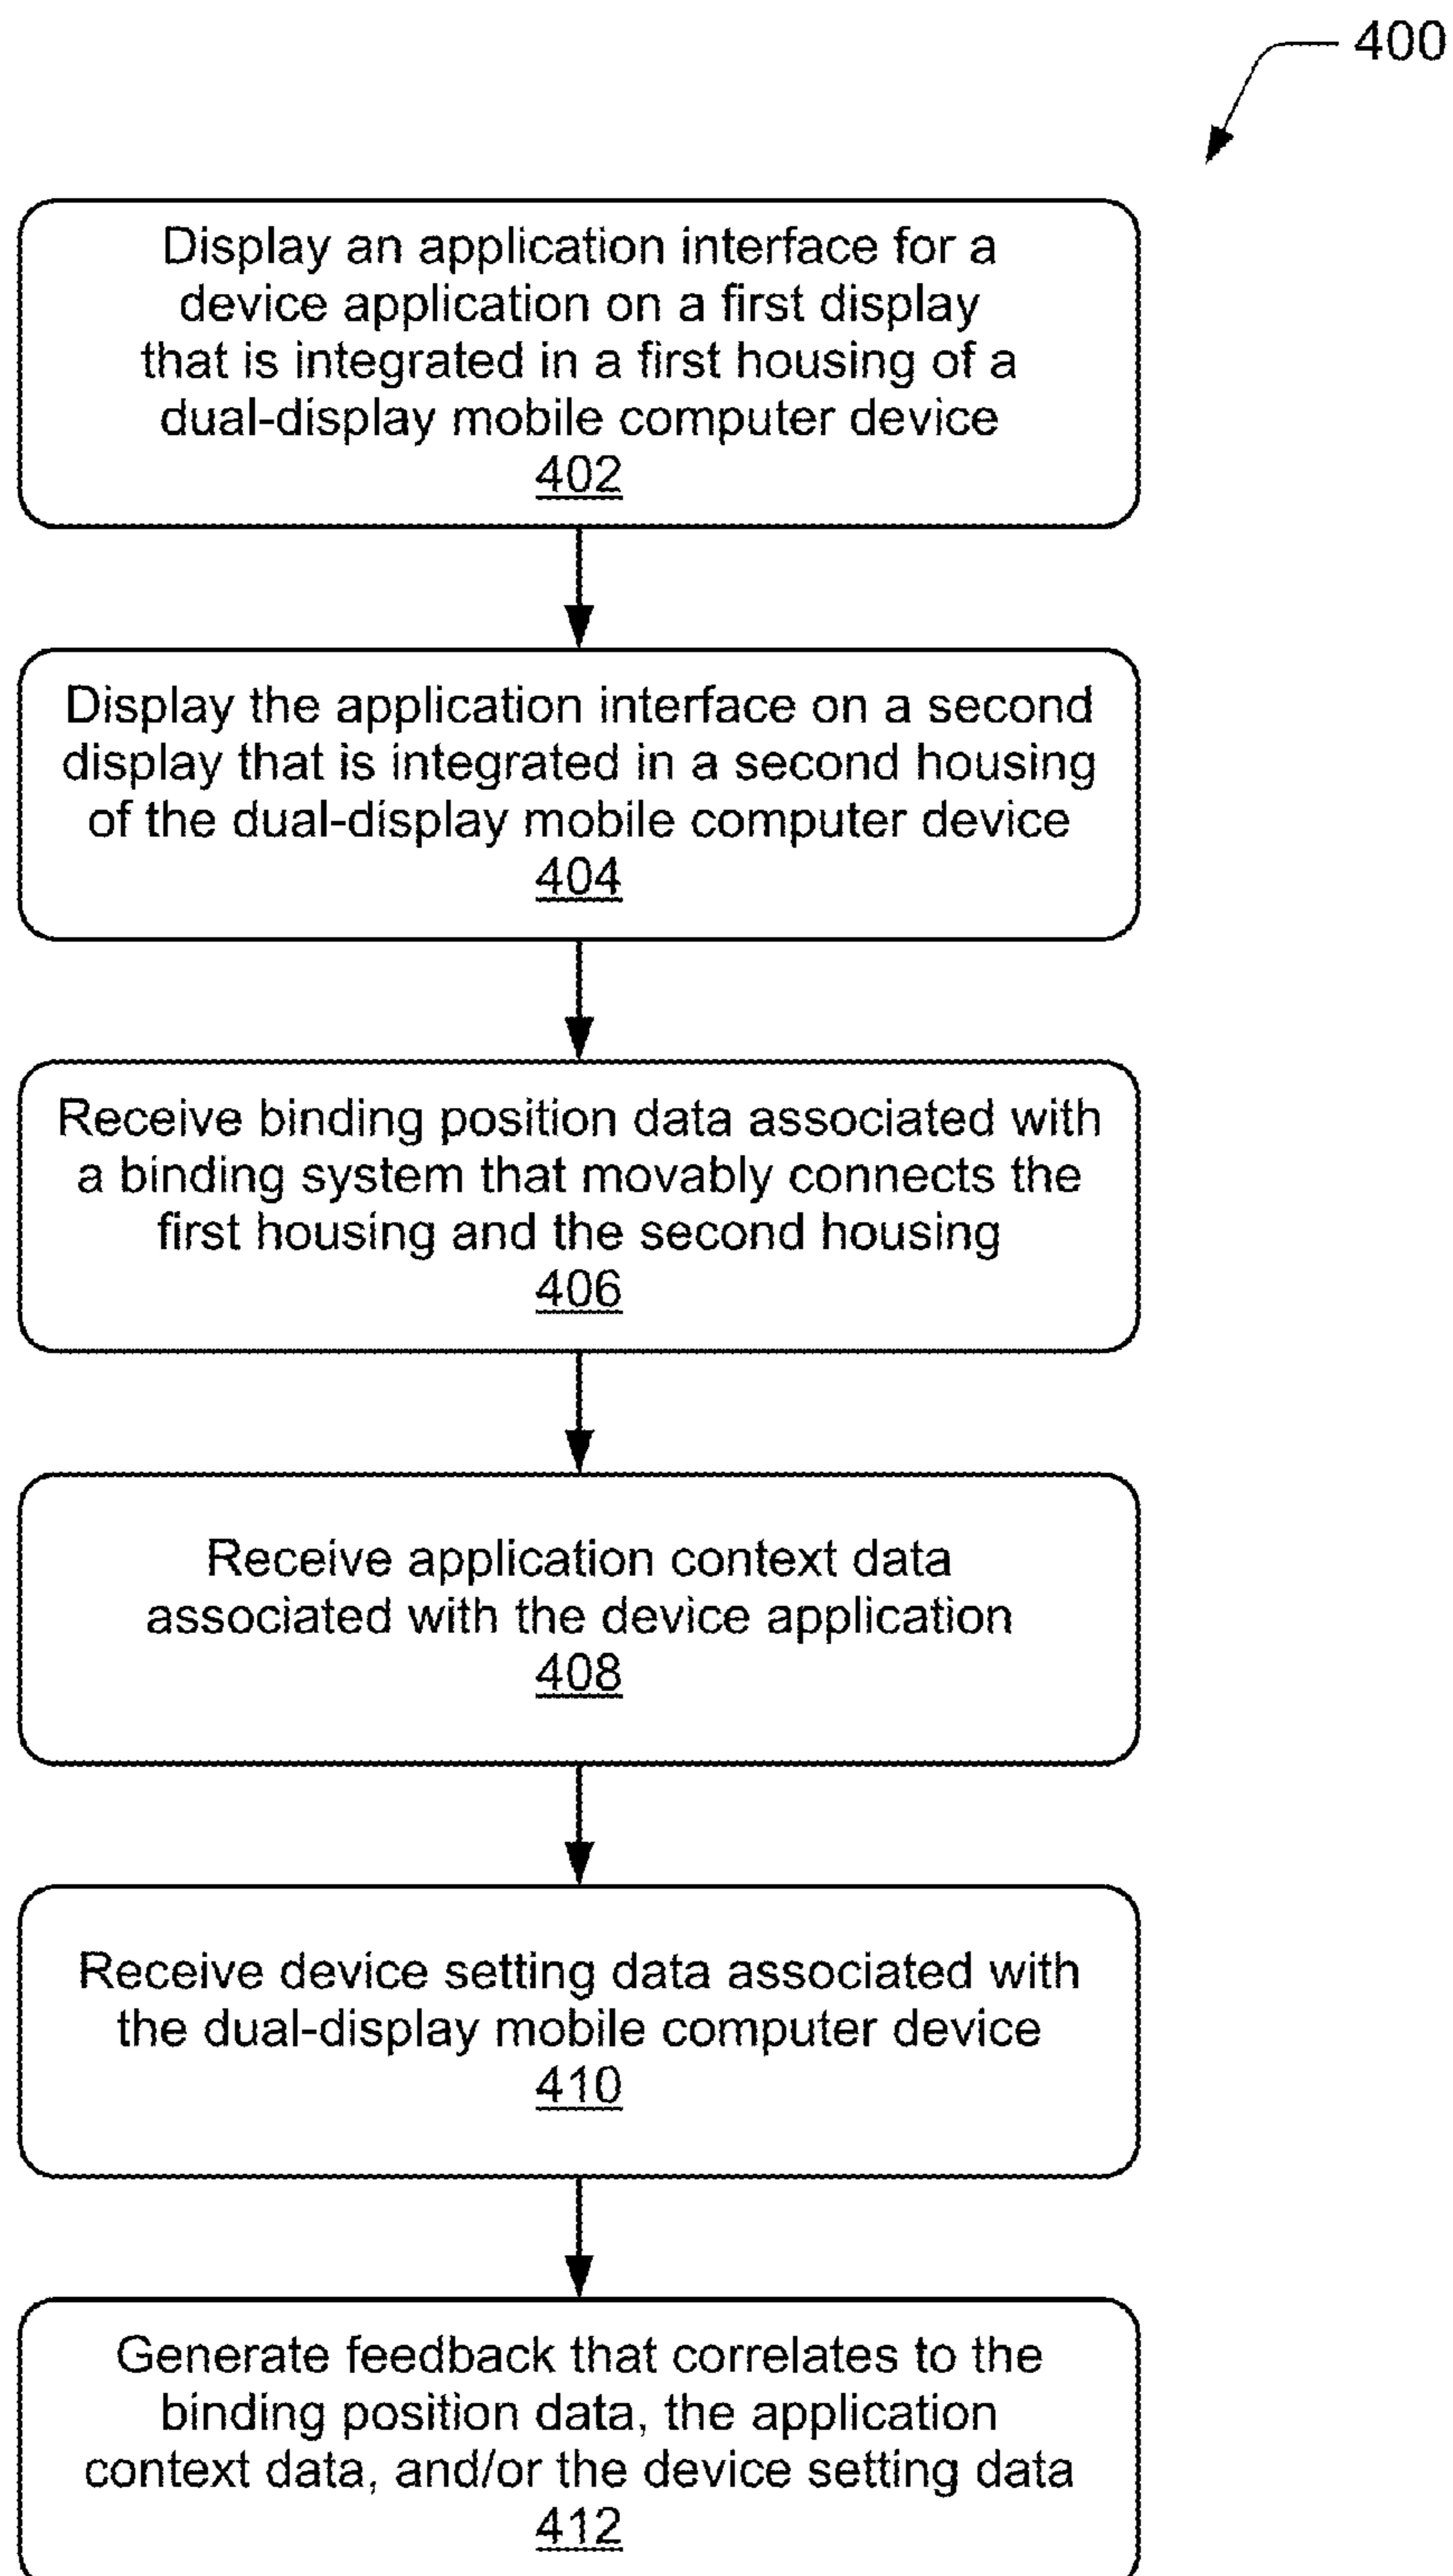 400
Display an application interface for a
device application on a first display
that is integrated in a first housing of a
dual-display mobile computer device
402
Display the application interface on a second
display that is integrated in a second housing
of the dual-display mobile computer device
404
Receive binding position data associated with
a binding system that movably connects the
first housing and the second housing
406
Receive application context data
associated with the device application
408
Receive device setting data associated with
the dual-display mobile computer device
410
Generate feedback that correlates to the
binding position data, the application
context data, and/or the device setting data
412